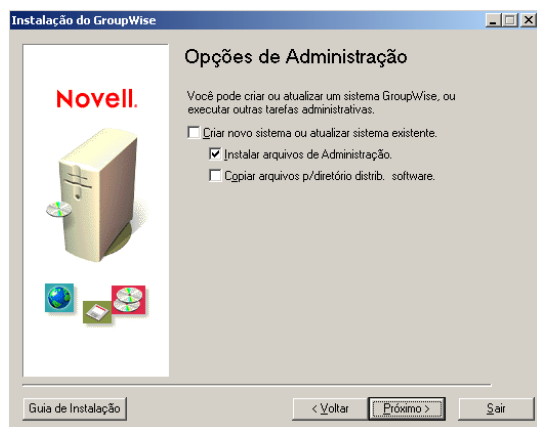 Instalação do GroupWise
Opções de Administração
Novell.
Você pode criar ou atualizar um sistema GroupWise, ou
executar outras tarefas administrativas.
Criar novo sistema ou atualizar sistema existente.
Instalar arquivos de Administração.
Copiar arquivos p/diretório distrib. software.
Guia de Instalação
< Voltar
Próximo >
Sair